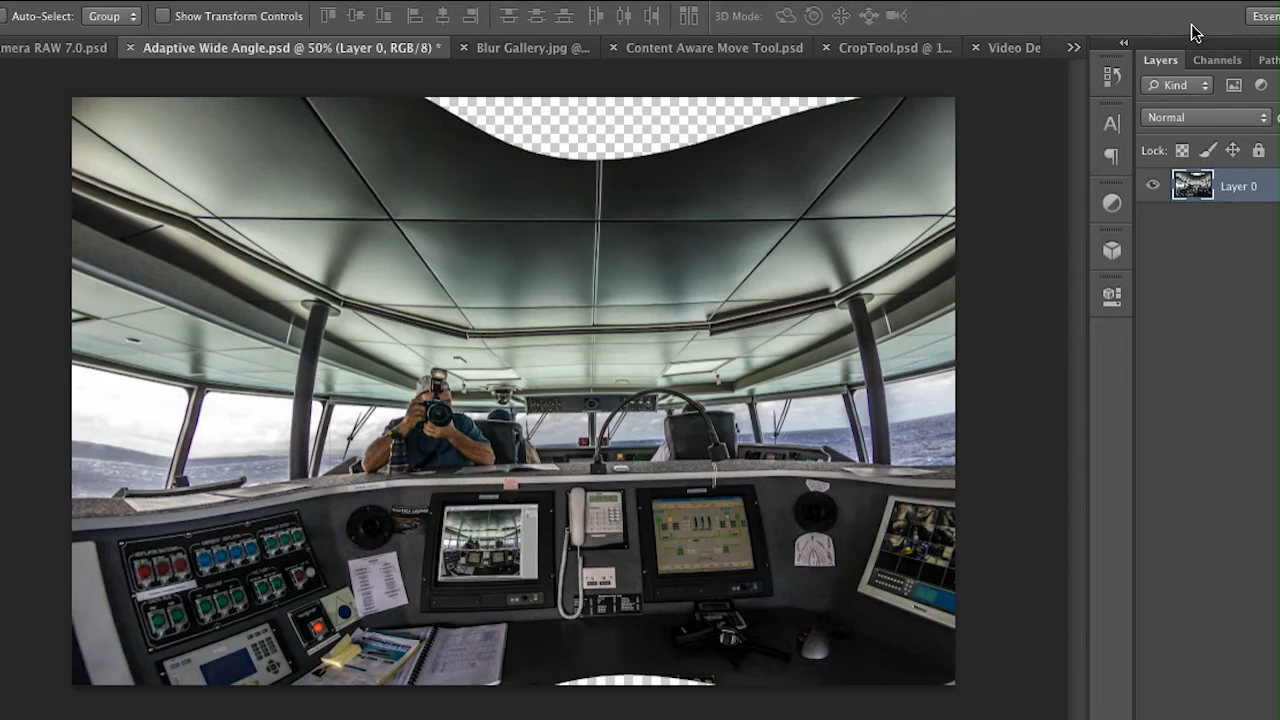 Auto-Select: Group Show Transform Controls 3D Mode: Essen
mera RAW 7.0.psd Adaptive Wide Angle.psd @ 50% (Layer 0, RGB/8) * Blur Gallery.jpg @... Content Aware Move Tool.psd CropTool.psd @ 1... Video De
Layers Channels Path
Kind
Normal
Lock:
Layer 0